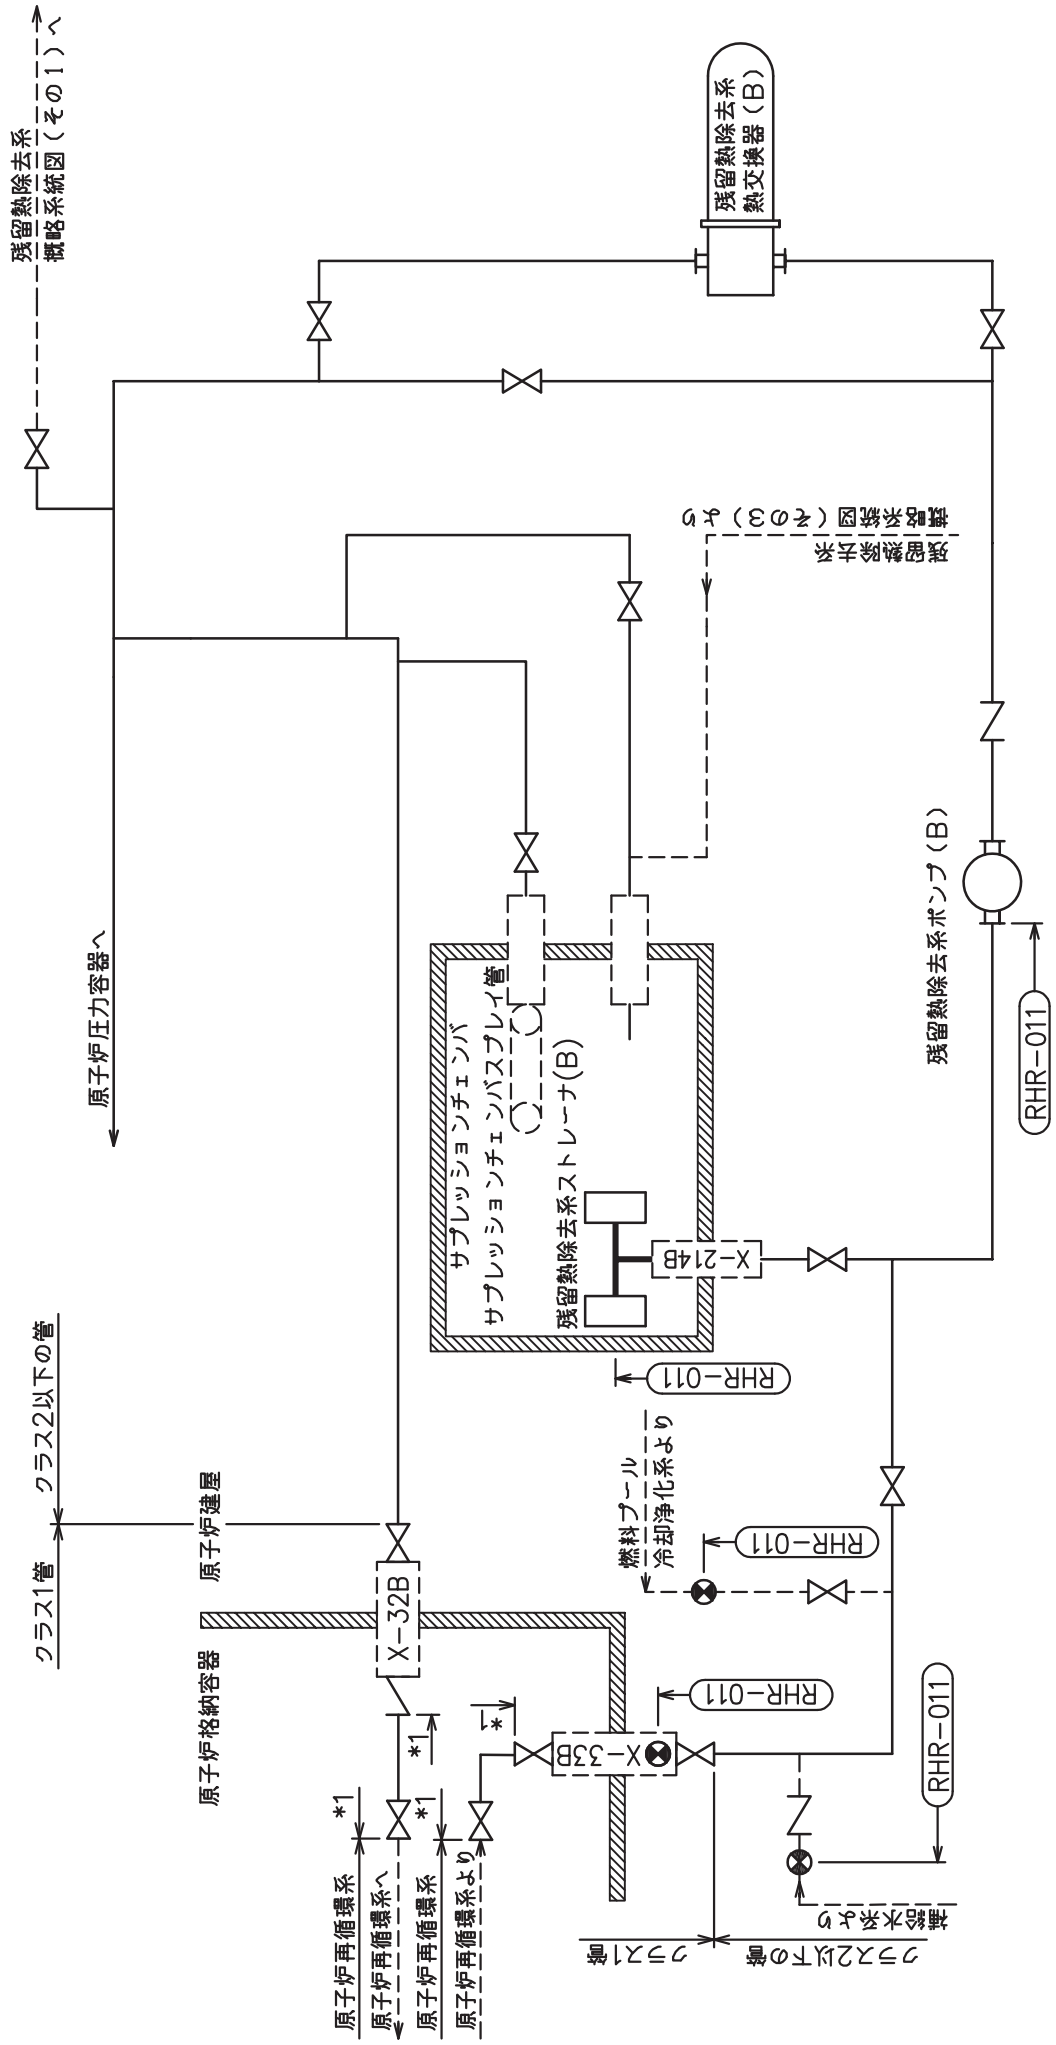 残留熱除去系
概略系統図(その1)へ
残留熱除去系
熱交換器(B)
残留熱除去系
概略系統図(その3)より
原子炉圧力容器へ
残留熱除去系ポンプ(B)
RHR-011
サプレッションチェンバ
サプレッションチェンバスプレイ管
残留熱除去系ストレーナ(B)
X-214B
RHR-011
クラス1管
クラス2以下の管
原子炉建屋
原子炉格納容器
X-32B
燃料プール
冷却浄化系より
RHR-011
X-33B
RHR-011
*1
*1
*1
*1
原子炉再循環系
原子炉再循環系へ
原子炉再循環系
原子炉再循環系より
RHR-011
補給水系より
クラス1管
クラス2以下の管